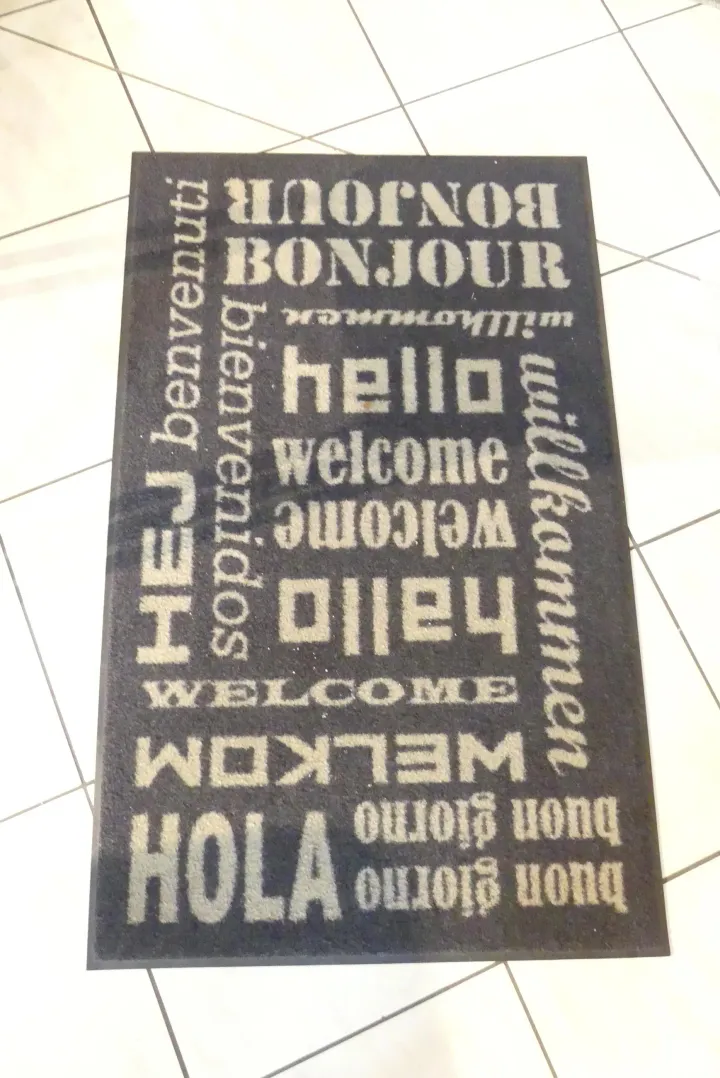 BONJOUR
BONJOUR
benvenuti
willkommen
bienvenidos
hello
willkommen
welcome
HEJ
welcome
hallo
WELCOME
WELKOM
HOLA
buon giorno
buon giorno